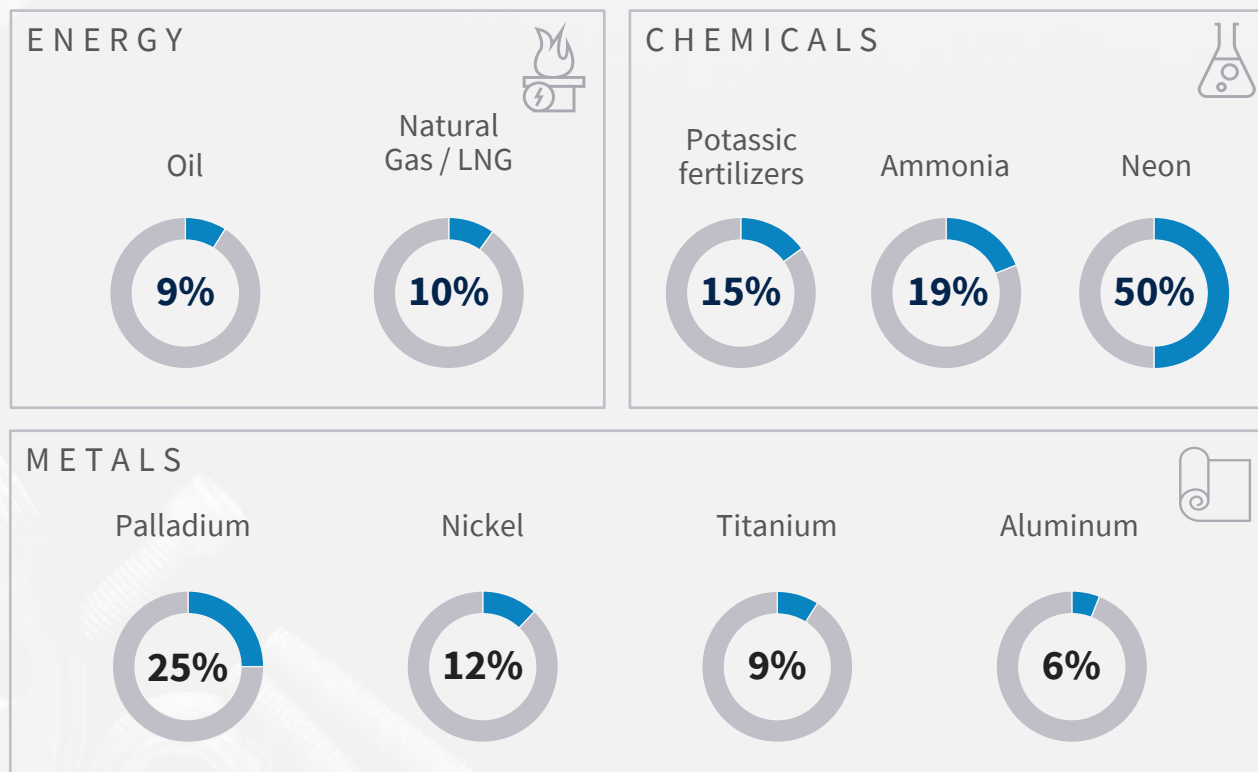 ENERGY
Oil
Natural
Gas / LNG
9%
10%
CHEMICALS
Potassic
fertilizers
Ammonia
Neon
15%
19%
50%
METALS
Palladium
Nickel
Titanium
Aluminum
25%
12%
9%
6%